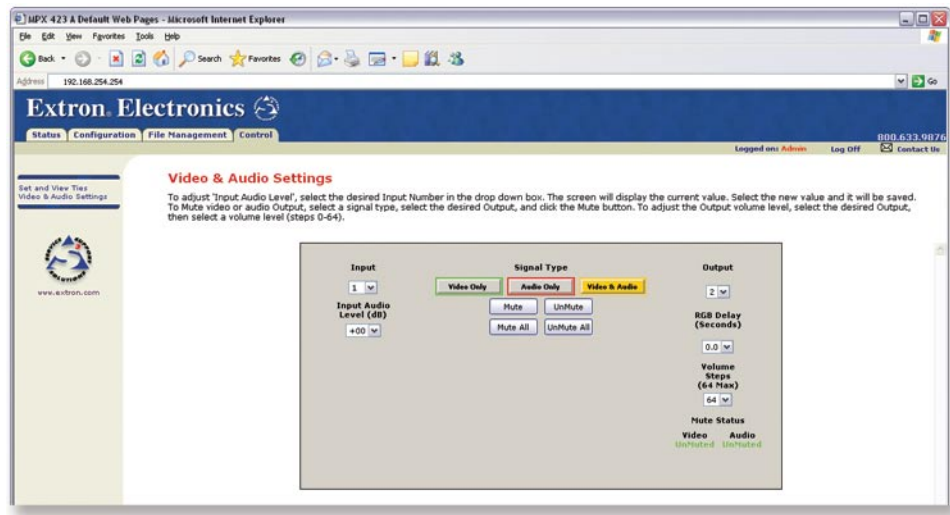 MPX 423 A Default Web Pages - Microsoft Internet Explorer
File Edit View Favorites Tools Help
Back Search Favorites
Address 192.168.254.254 Go
Extron Electronics
Status Configuration File Management Control
800.633.9876
Logged on: Admin Log Off Contact Us
Set and View Ties
Video & Audio Settings
www.extron.com
Video & Audio Settings
To adjust 'Input Audio Level', select the desired Input Number in the drop down box. The screen will display the current value. Select the new value and it will be saved.
To Mute video or audio Output, select a signal type, select the desired Output, and click the Mute button. To adjust the Output volume level, select the desired Output,
then select a volume level (steps 0-64).
Input
1
Input Audio
Level (dB)
+00
Signal Type
Video Only Audio Only Video & Audio
Mute UnMute
Mute All UnMute All
Output
2
RGB Delay
(Seconds)
0.0
Volume
Steps
(64 Max)
64
Mute Status
Video Audio
UnMuted UnMuted